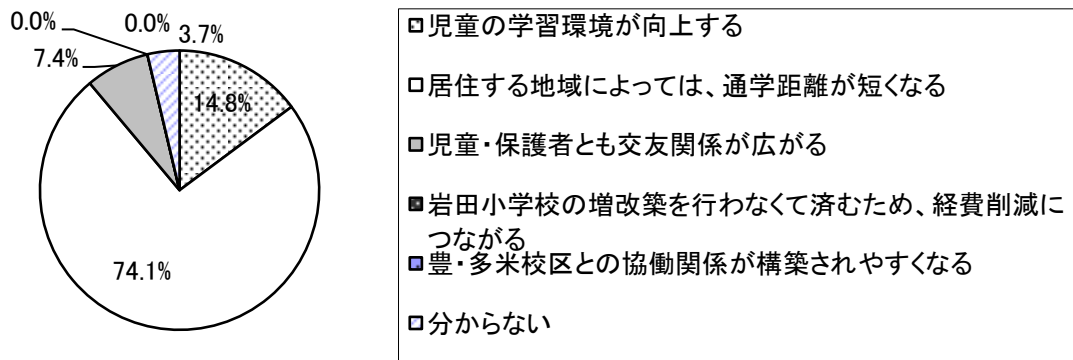 0.0%
0.0%
3.7%
7.4%
14.8%
74.1%
児童の学習環境が向上する
居住する地域によっては、通学距離が短くなる
児童・保護者とも交友関係が広がる
岩田小学校の増改築を行わなくて済むため、経費削減に
つながる
豊・多米校区との協働関係が構築されやすくなる
分からない